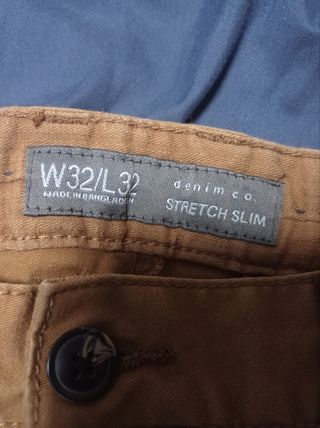 W32/L32
MADE IN BANGLADESH
denim co.
STRETCH SLIM